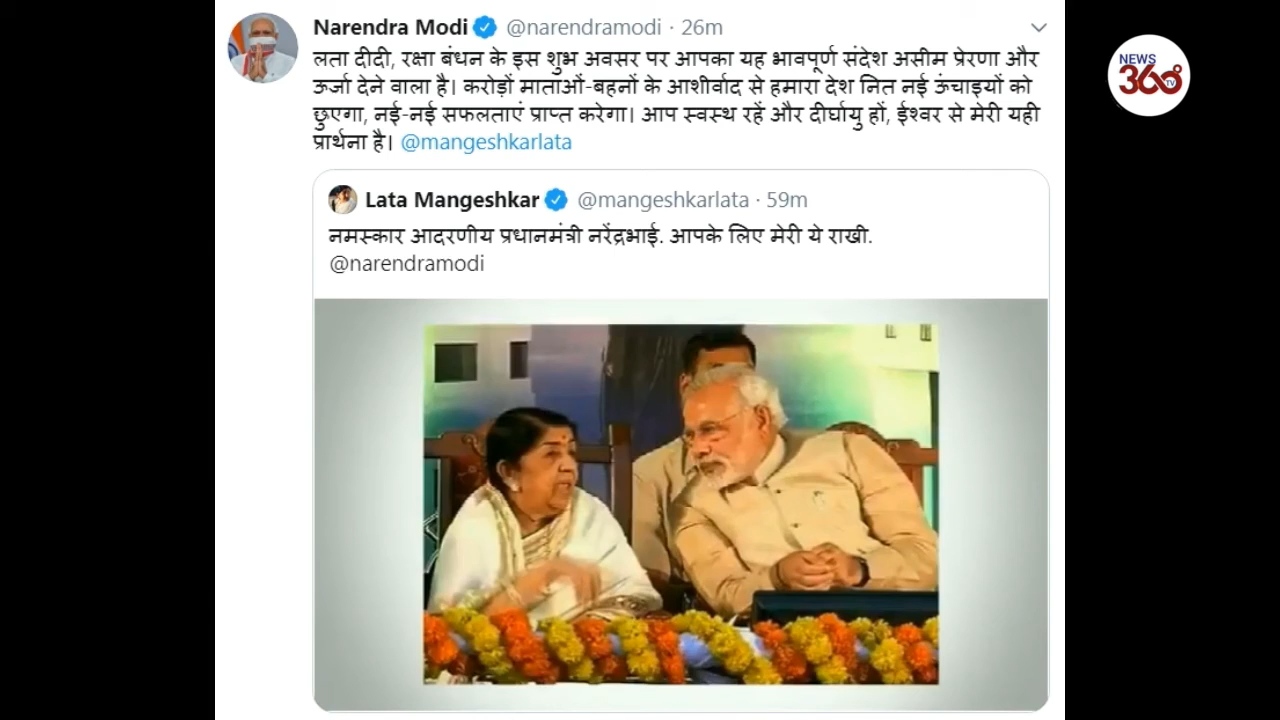 Narendra Modi @narendramodi · 26m
लता दीदी, रक्षा बंधन के इस शुभ अवसर पर आपका यह भावपूर्ण संदेश असीम प्रेरणा और
ऊर्जा देने वाला है। करोड़ों माताओं-बहनों के आशीर्वाद से हमारा देश नित नई ऊंचाइयों को
छुएगा, नई-नई सफलताएं प्राप्त करेगा। आप स्वस्थ रहें और दीर्घायु हों, ईश्वर से मेरी यही
प्रार्थना है। @mangeshkarlata
Lata Mangeshkar @mangeshkarlata · 59m
नमस्कार आदरणीय प्रधानमंत्री नरेंद्रभाई. आपके लिए मेरी ये राखी.
@narendramodi
NEWS
360°
TV